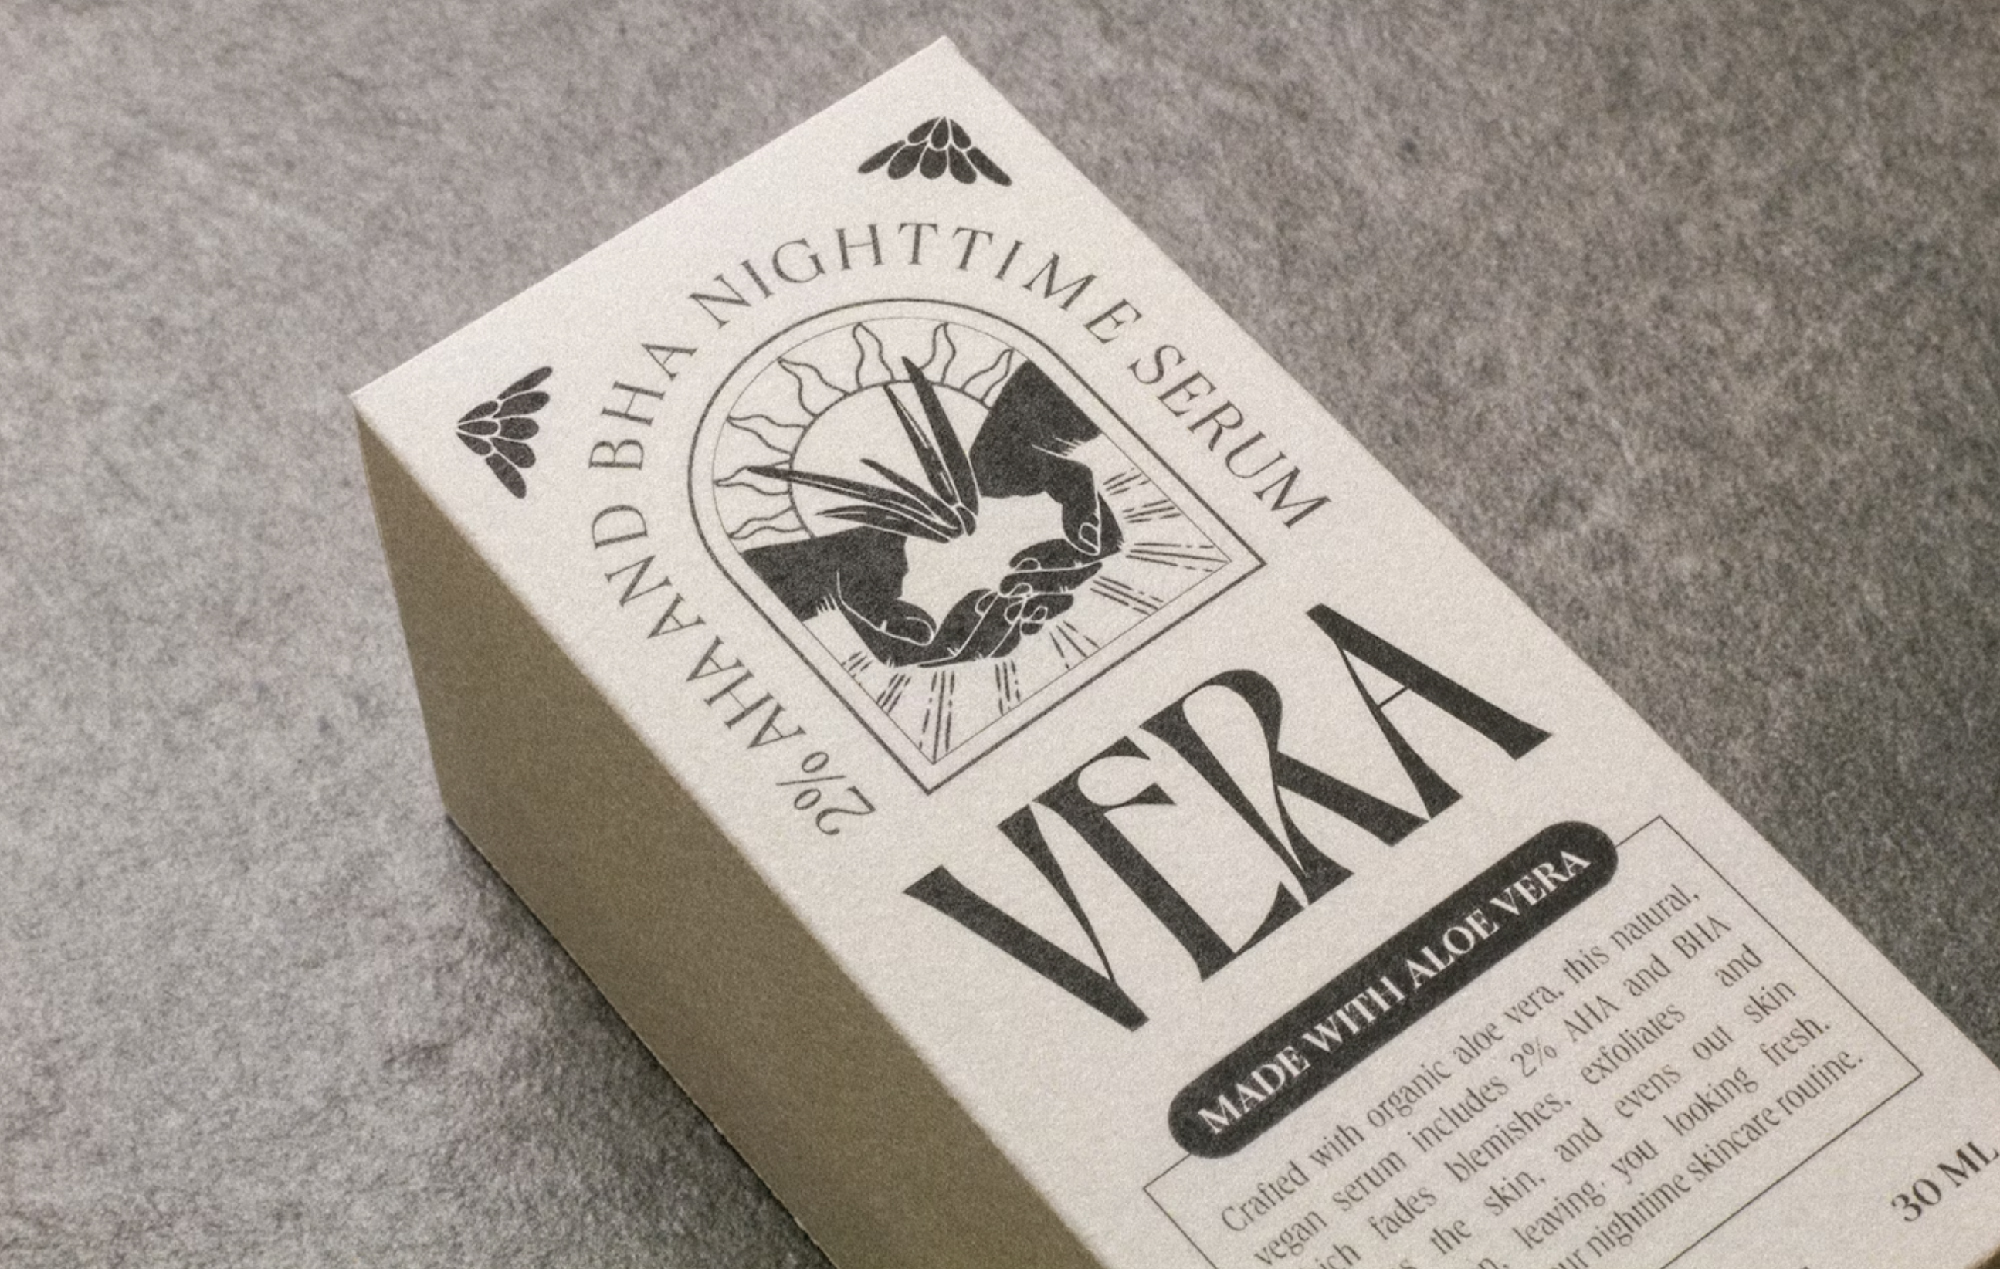 2% AHA AND BHA NIGHTTIME SERUM
VERA
MADE WITH ALOE VERA
Crafted with organic aloe vera, this natural,
vegan serum includes 2% AHA and BHA
fades blemishes, exfoliates and
the skin, and evens out skin
leaving you looking fresh.
nighttime skincare routine.
30 ML